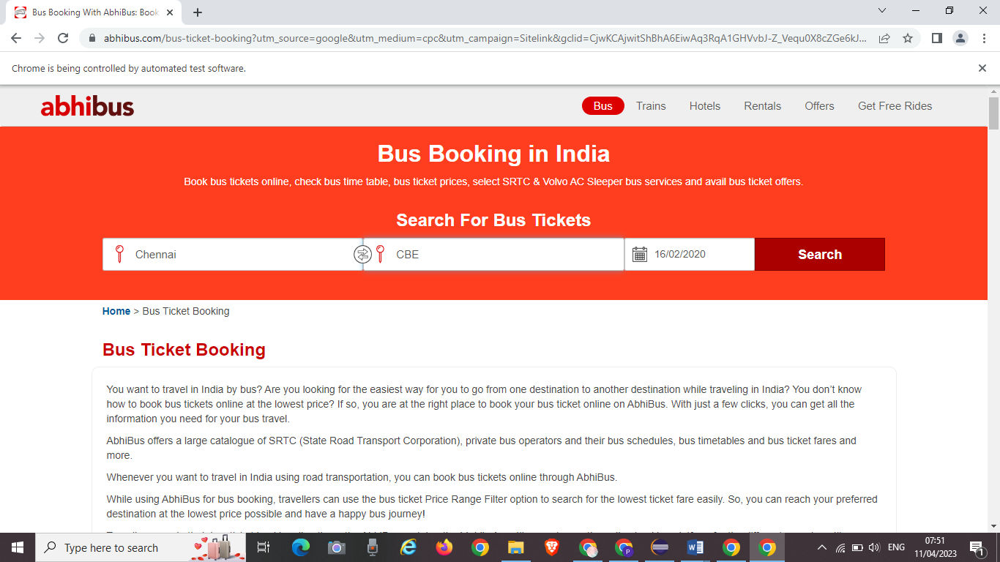 Bus Booking With AbhiBus: Book
abhibus.com/bus-ticket-booking?utm_source=google&utm_medium=cpc&utm_campaign=Sitelink&gclid=CjwKCAjwitShBhA6EiwAq3RqA1GHVvbJ-Z_Vequ0X8cZGe6kJ...
Chrome is being controlled by automated test software.
abhibus
Bus Trains Hotels Rentals Offers Get Free Rides
Bus Booking in India
Book bus tickets online, check bus time table, bus ticket prices, select SRTC & Volvo AC Sleeper bus services and avail bus ticket offers.
Search For Bus Tickets
Chennai CBE 16/02/2020 Search
Home > Bus Ticket Booking
Bus Ticket Booking
You want to travel in India by bus? Are you looking for the easiest way for you to go from one destination to another destination while traveling in India? You don't know
how to book bus tickets online at the lowest price? If so, you are at the right place to book your bus ticket online on AbhiBus. With just a few clicks, you can get all the
information you need for your bus travel.
AbhiBus offers a large catalogue of SRTC (State Road Transport Corporation), private bus operators and their bus schedules, bus timetables and bus ticket fares and
more.
Whenever you want to travel in India using road transportation, you can book bus tickets online through AbhiBus.
While using AbhiBus for bus booking, travellers can use the bus ticket Price Range Filter option to search for the lowest ticket fare easily. So, you can reach your preferred
destination at the lowest price possible and have a happy bus journey!
Type here to search
ENG
07:51
11/04/2023
1